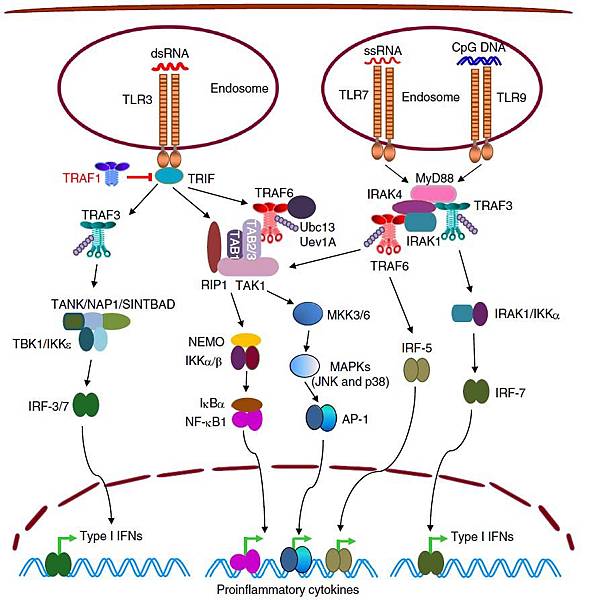 dsRNA
TLR3
Endosome
ssRNA
CpG DNA
TLR7
Endosome
TLR9
TRAF1
TRIF
TRAF3
TRAF6
Ubc13
Uev1A
MyD88
IRAK4
TRAF3
IRAK1
TRAF6
TAB1
TAB2/3
RIP1
TAK1
TANK/NAP1/SINTBAD
TBK1/IKKε
IRF-3/7
NEMO
IKKα/β
IκBα
NF-κB1
MKK3/6
MAPKs
(JNK and p38)
AP-1
IRF-5
IRAK1/IKKα
IRF-7
Type I IFNs
Type I IFNs
Proinflammatory cytokines